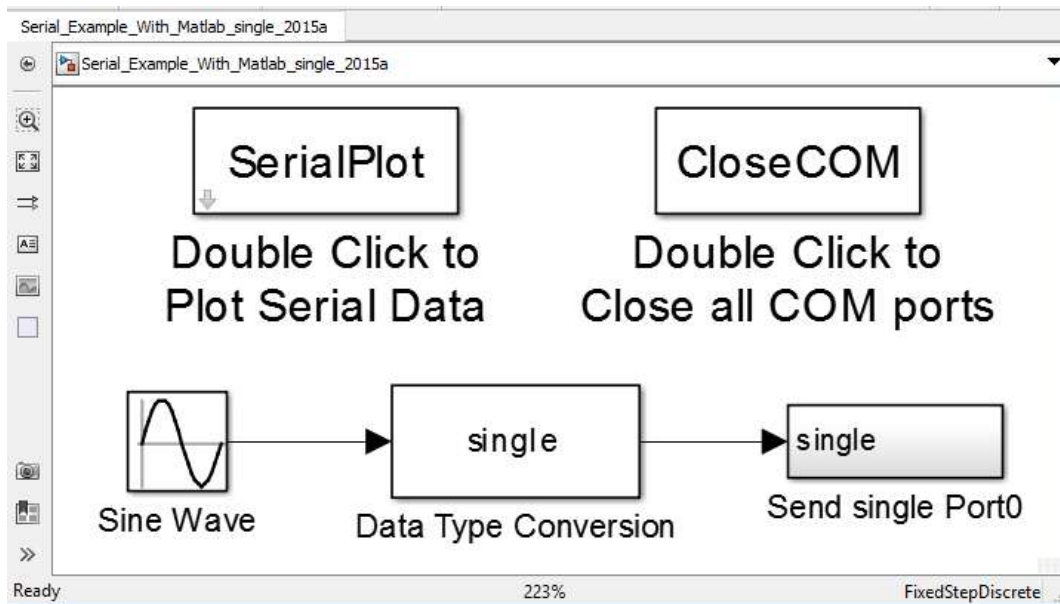 Serial_Example_With_Matlab_single_2015a
Serial_Example_With_Matlab_single_2015a
SerialPlot
CloseCOM
Double Click to
Plot Serial Data
Double Click to
Close all COM ports
single
single
Sine Wave
Data Type Conversion
Send single Port0
Ready
223%
FixedStepDiscrete